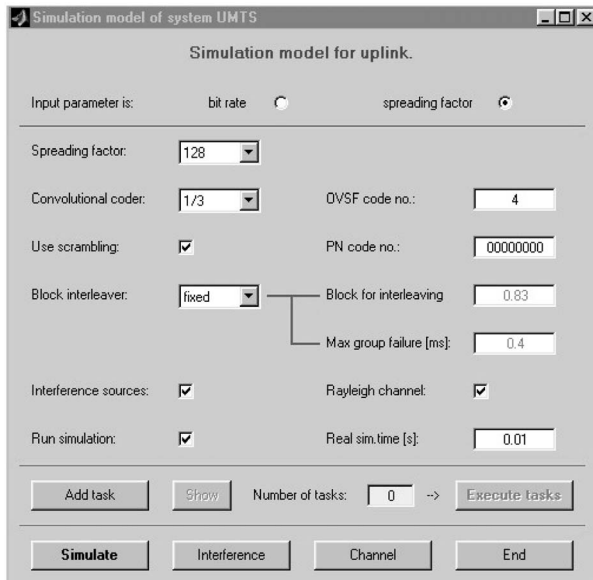 Simulation model of system UMTS
Simulation model for uplink.
Input parameter is: bit rate spreading factor
Spreading factor: 128
Convolutional coder: 1/3 OVSF code no.: 4
Use scrambling: PN code no.: 00000000
Block interleaver: fixed Block for interleaving 0.83
Max group failure [ms]: 0.4
Interference sources: Rayleigh channel:
Run simulation: Real sim.time [s]: 0.01
Add task Show Number of tasks: 0 --> Execute tasks
Simulate Interference Channel End